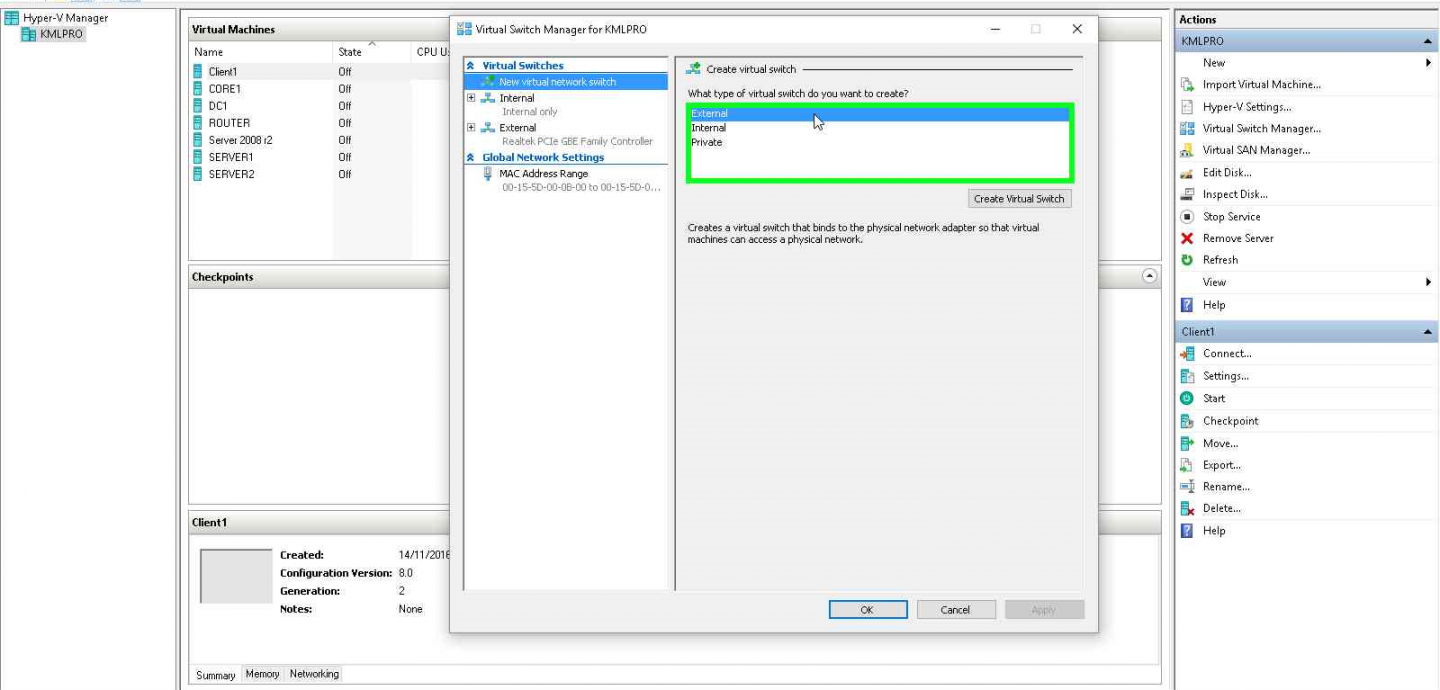 Hyper-V Manager
KMLPRO
Virtual Machines
Name State CPU U
Client1 Off
CORE1 Off
DC1 Off
ROUTER Off
Server 2008 r2 Off
SERVER1 Off
SERVER2 Off
Checkpoints
Client1
Created: 14/11/2016
Configuration Version: 8.0
Generation: 2
Notes: None
Summary Memory Networking
Virtual Switch Manager for KMLPRO
Virtual Switches
New virtual network switch
Internal
Internal only
External
Realtek PCIe GBE Family Controller
Global Network Settings
MAC Address Range
00-15-5D-00-0B-00 to 00-15-5D-0...
Create virtual switch
What type of virtual switch do you want to create?
External
Internal
Private
Create Virtual Switch
Creates a virtual switch that binds to the physical network adapter so that virtual
machines can access a physical network.
OK Cancel Apply
Actions
KMLPRO
New
Import Virtual Machine...
Hyper-V Settings...
Virtual Switch Manager...
Virtual SAN Manager...
Edit Disk...
Inspect Disk...
Stop Service
Remove Server
Refresh
View
Help
Client1
Connect...
Settings...
Start
Checkpoint
Move...
Export...
Rename...
Delete...
Help